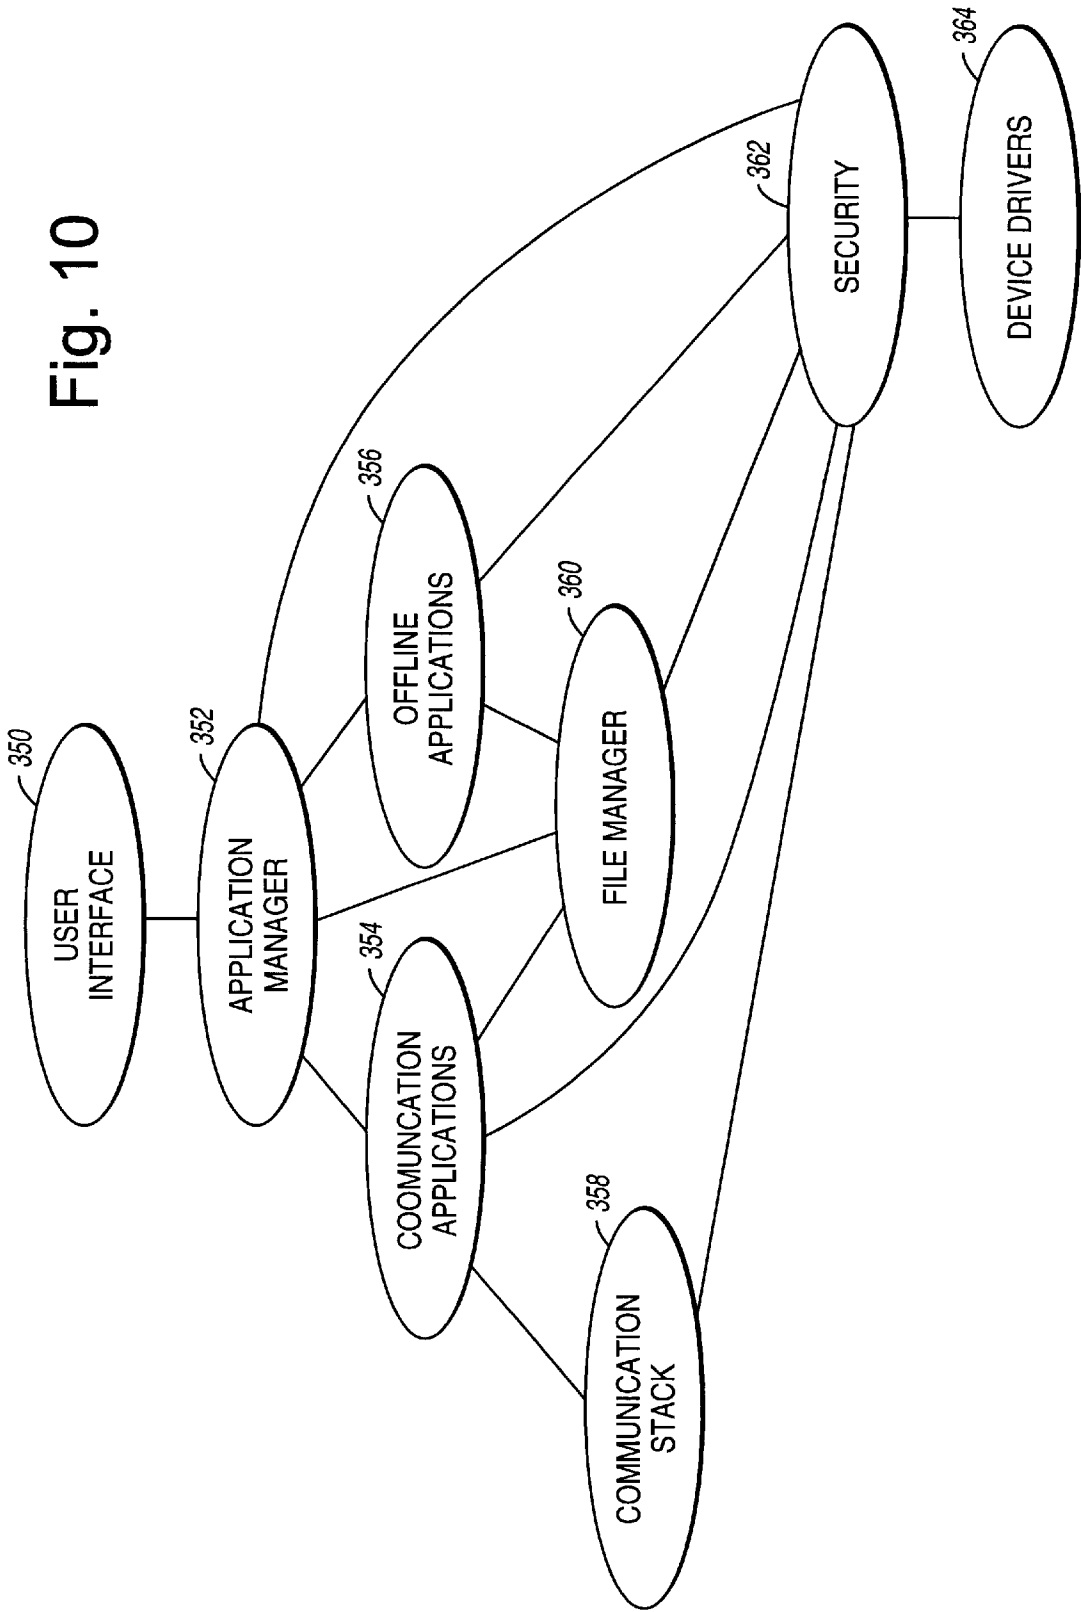 Fig. 10
350
USER
INTERFACE
352
APPLICATION
MANAGER
354
COOMUNCATION
APPLICATIONS
356
OFFLINE
APPLICATIONS
358
COMMUNICATION
STACK
360
FILE MANAGER
362
SECURITY
364
DEVICE DRIVERS